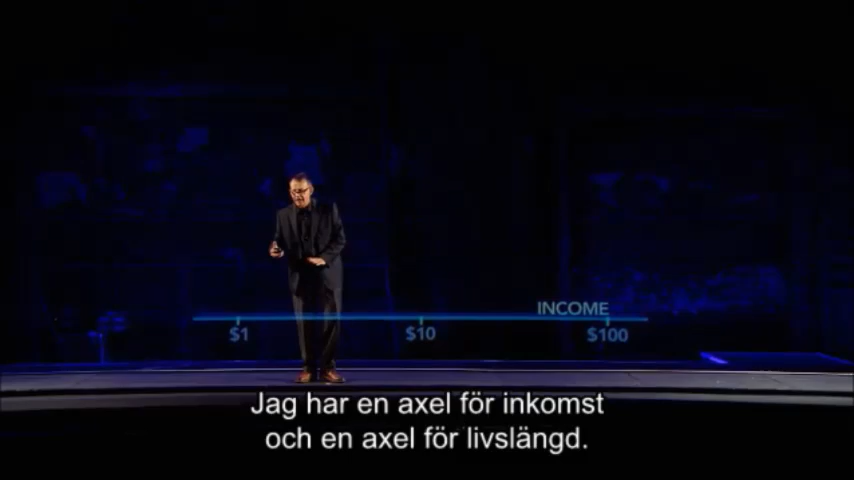 INCOME
$1 $10 $100
Jag har en axel för inkomst
och en axel för livslängd.